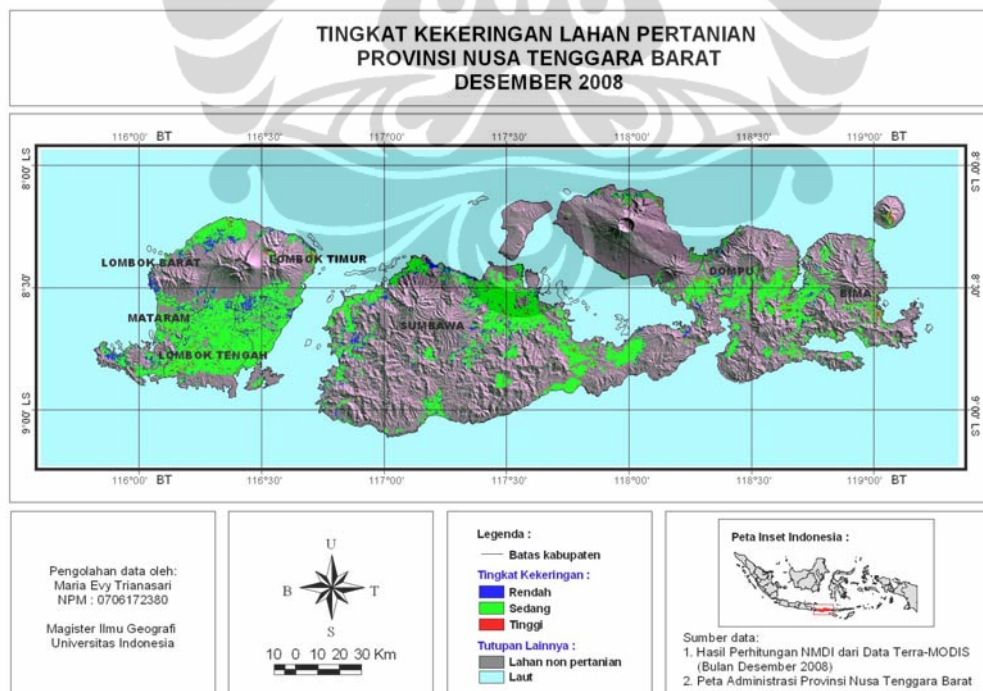 TINGKAT KEKERINGAN LAHAN PERTANIAN
PROVINSI NUSA TENGGARA BARAT
DESEMBER 2008
116°00' BT
116°30'
117°00'
117°30'
118°00'
118°30'
119°00' BT
8°00' LS
8°00' LS
LOMBOK BARAT
LOMBOK TIMUR
DOMPU
8°30'
8°30'
BIMA
MATARAM
SUMBAWA
LOMBOK TENGAH
9°00' LS
9°00' LS
116°00' BT
116°30'
117°00'
117°30'
118°00'
118°30'
119°00' BT
Pengolahan data oleh:
Maria Evy Trianasari
NPM : 0706172380
Magister Ilmu Geografi
Universitas Indonesia
U
B
T
S
10 0 10 20 30 Km
Legenda :
Batas kabupaten
Tingkat Kekeringan :
Rendah
Sedang
Tinggi
Tutupan Lainnya :
Lahan non pertanian
Laut
Peta Inset Indonesia :
Sumber data:
1. Hasil Perhitungan NMDI dari Data Terra-MODIS
(Bulan Desember 2008)
2. Peta Administrasi Provinsi Nusa Tenggara Barat